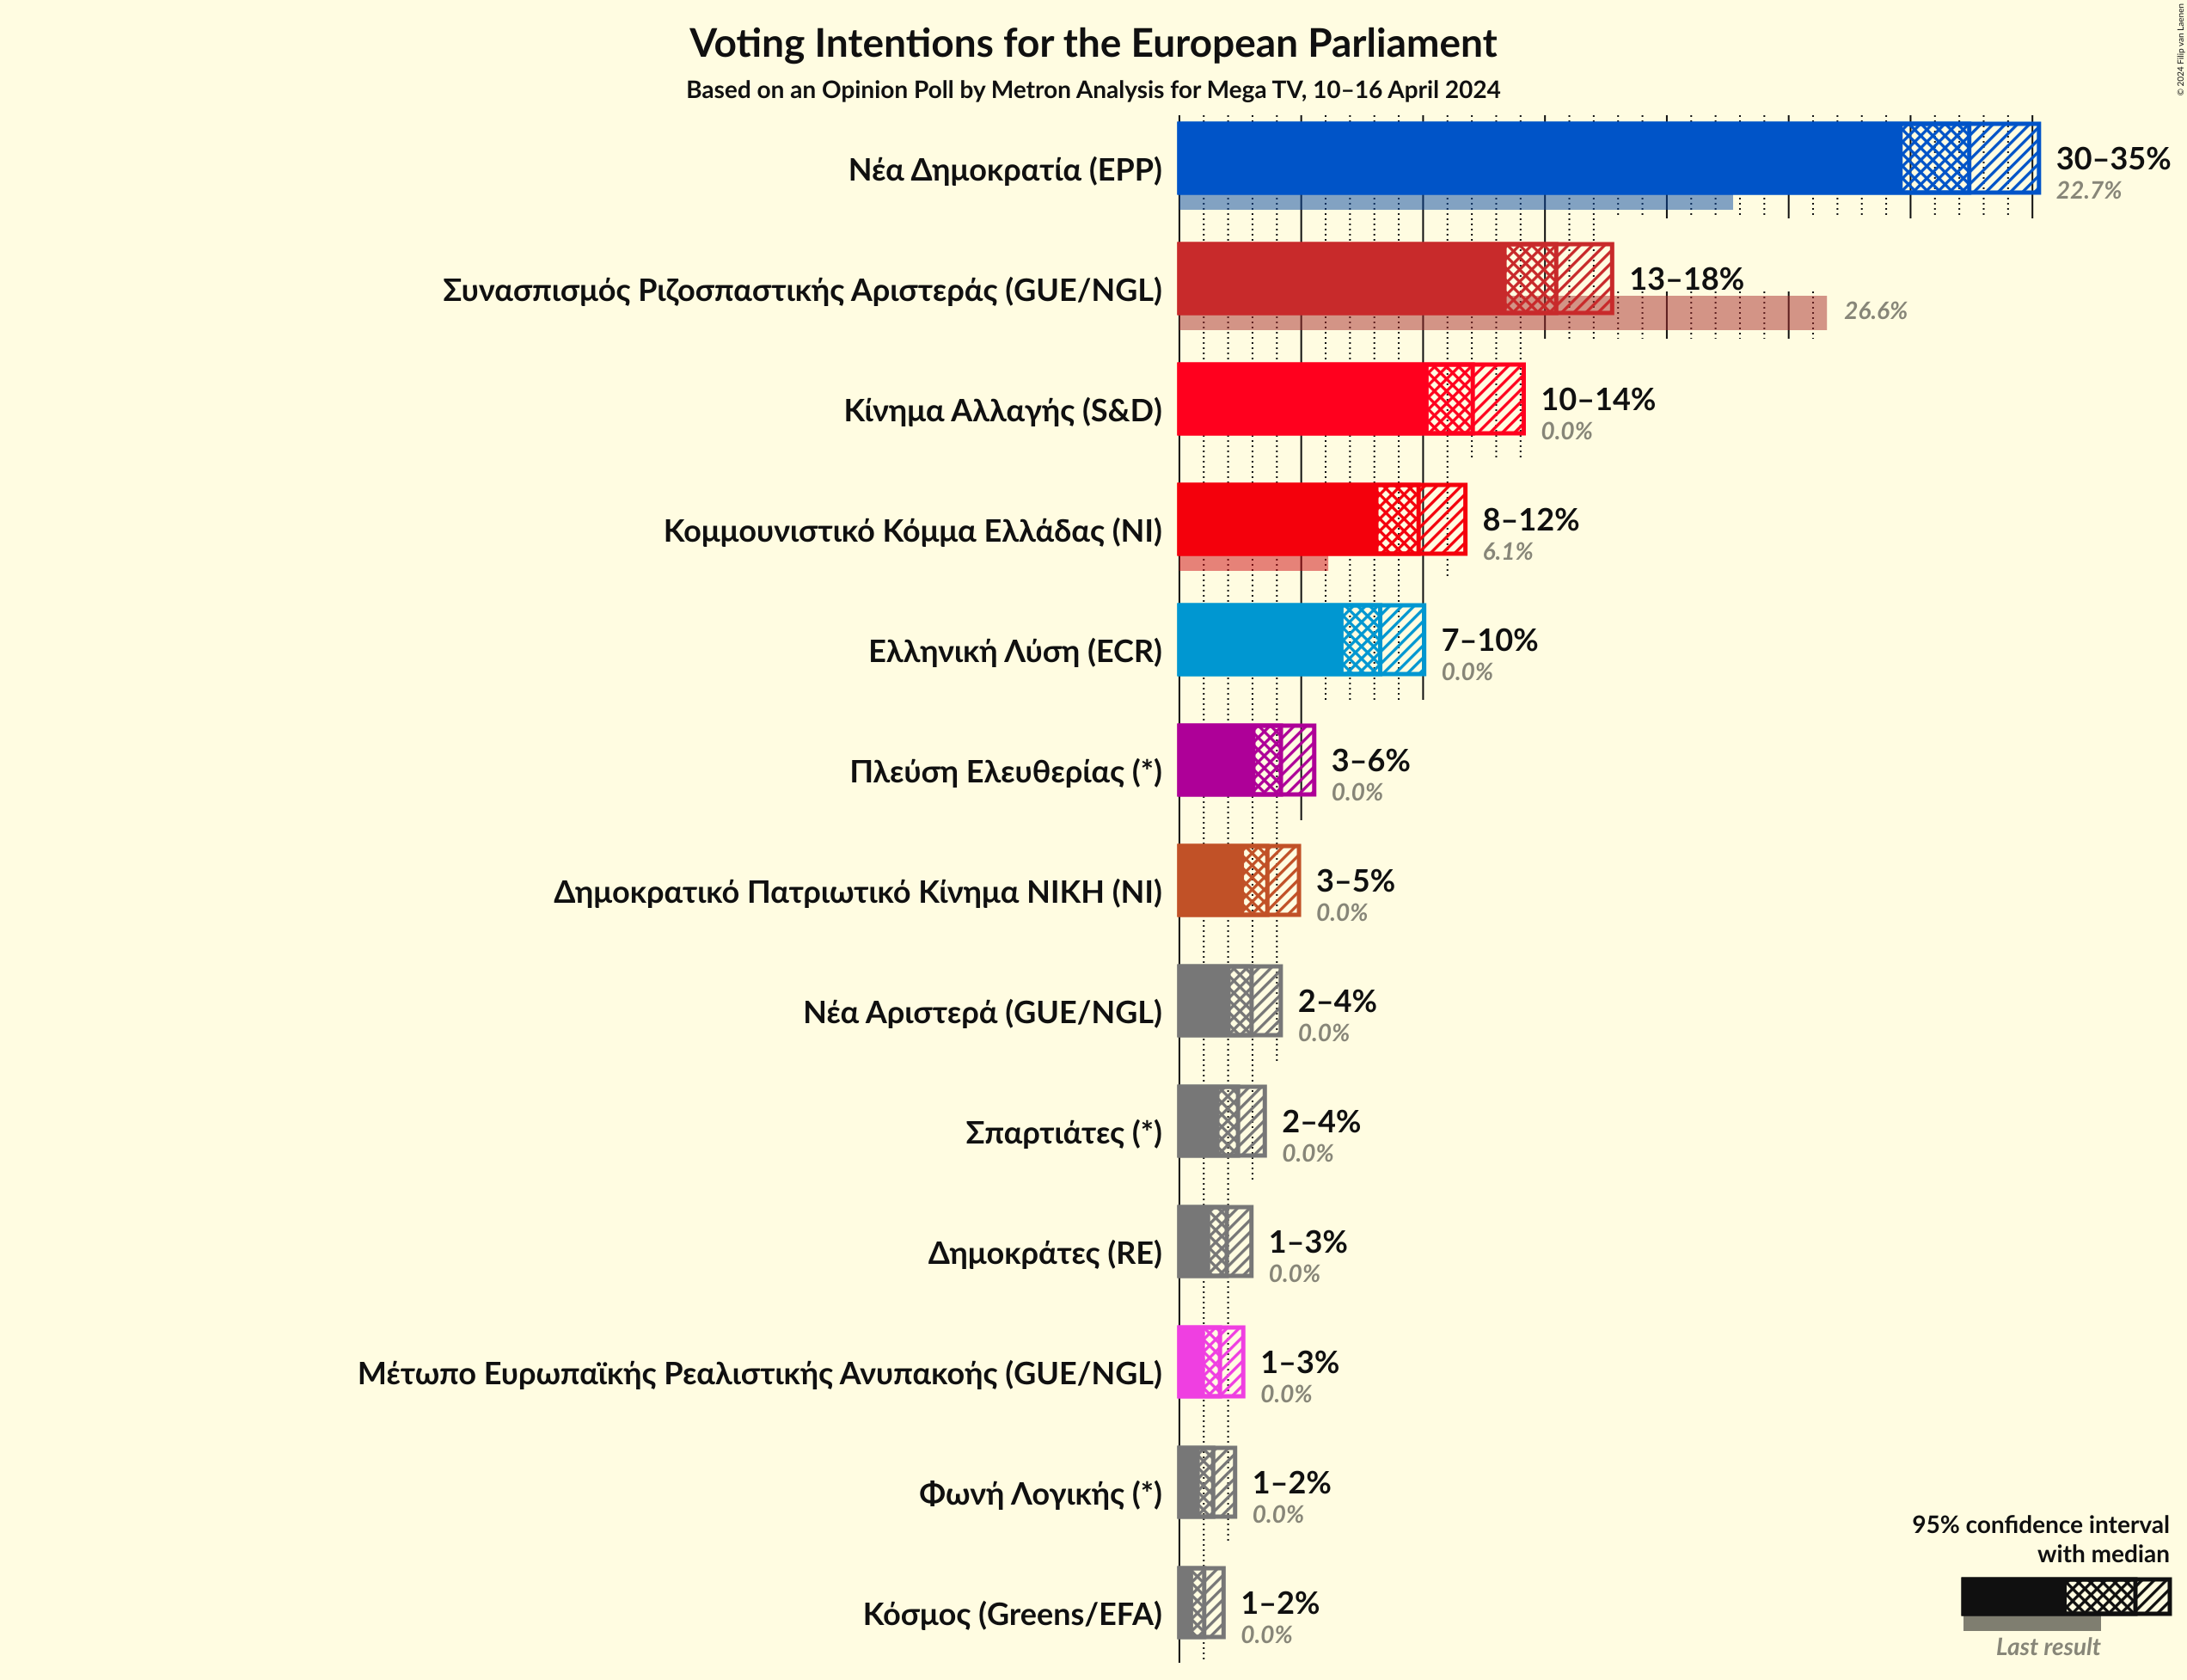 Voting Intentions for the European Parliament
Based on an Opinion Poll by Metron Analysis for Mega TV, 10–16 April 2024
© 2024 Filip van Laenen
Νέα Δημοκρατία (EPP)
30–35%
22.7%
Συνασπισμός Ριζοσπαστικής Αριστεράς (GUE/NGL)
13–18%
26.6%
Κίνημα Αλλαγής (S&D)
10–14%
0.0%
Κομμουνιστικό Κόμμα Ελλάδας (NI)
8–12%
6.1%
Ελληνική Λύση (ECR)
7–10%
0.0%
Πλεύση Ελευθερίας (*)
3–6%
0.0%
Δημοκρατικό Πατριωτικό Κίνημα ΝΙΚΗ (NI)
3–5%
0.0%
Νέα Αριστερά (GUE/NGL)
2–4%
0.0%
Σπαρτιάτες (*)
2–4%
0.0%
Δημοκράτες (RE)
1–3%
0.0%
Μέτωπο Ευρωπαϊκής Ρεαλιστικής Ανυπακοής (GUE/NGL)
1–3%
0.0%
Φωνή Λογικής (*)
1–2%
0.0%
Κόσμος (Greens/EFA)
1–2%
0.0%
95% confidence interval
with median
Last result